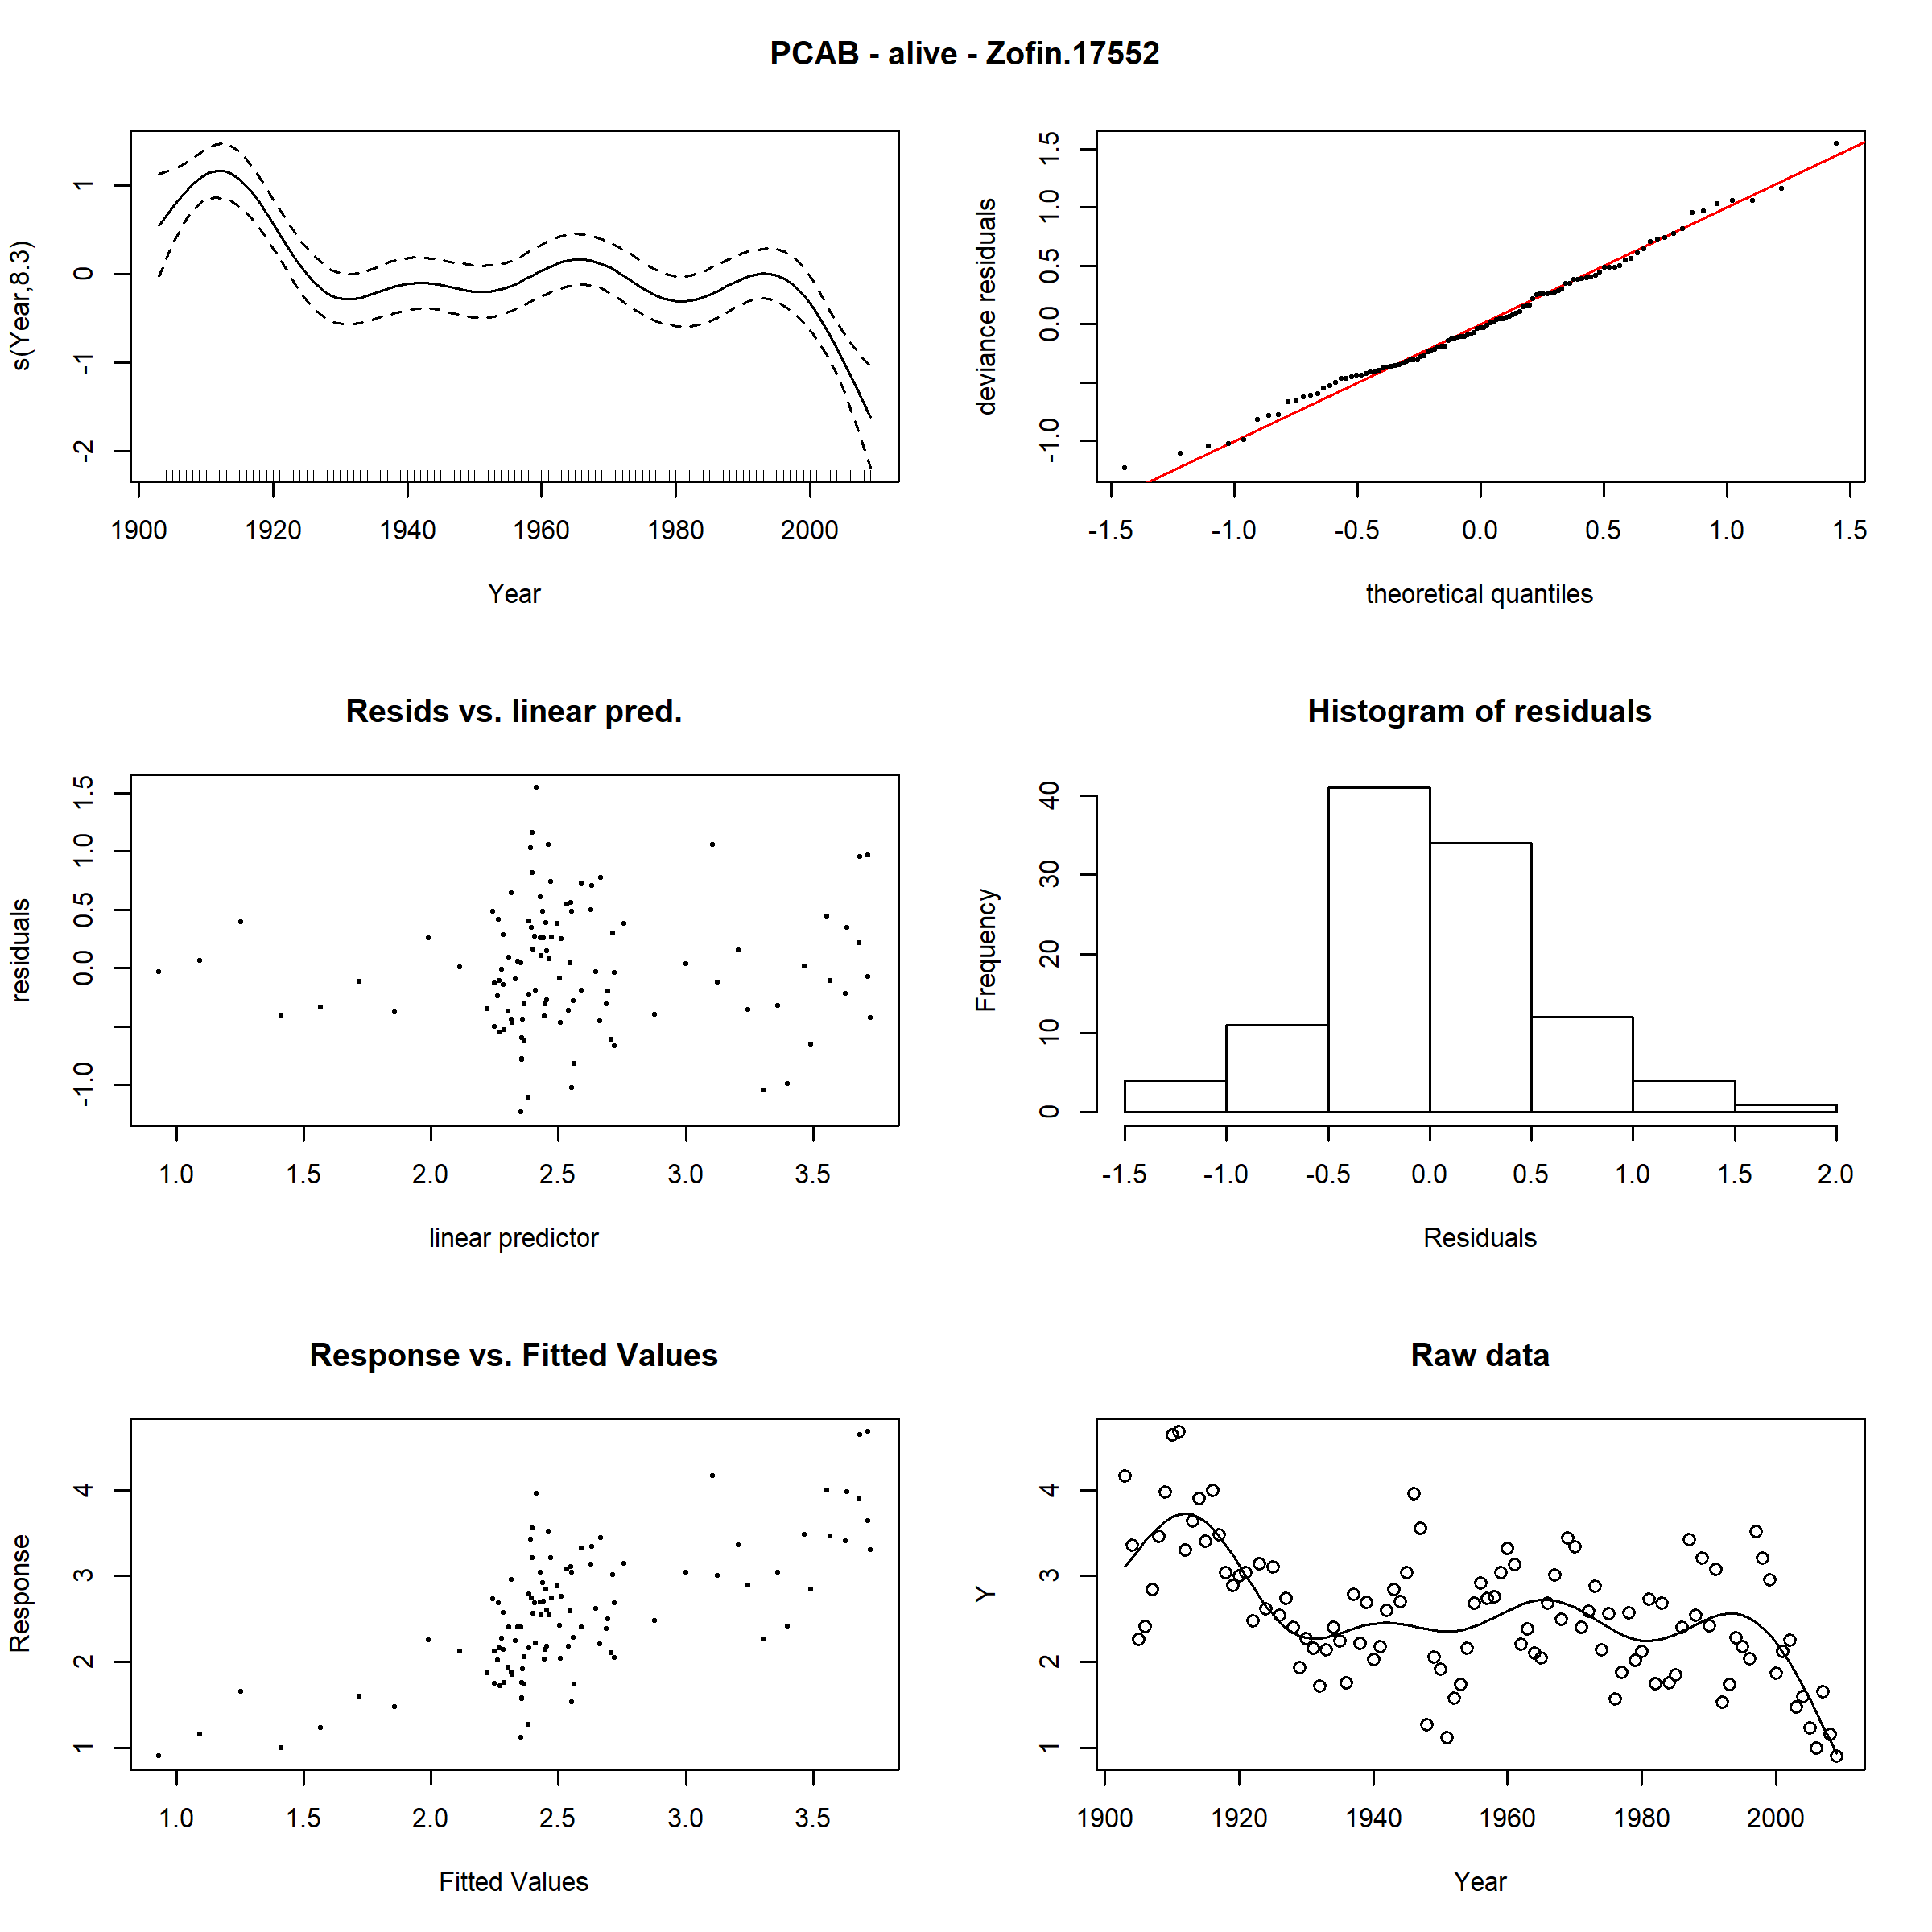 PCAB - alive - Zofin.17552
s(Year,8.3)
1
0
-1
-2
1900 1920 1940 1960 1980 2000
Year
deviance residuals
1.5
1.0
0.5
0.0
-1.0
-1.5 -1.0 -0.5 0.0 0.5 1.0 1.5
theoretical quantiles
Resids vs. linear pred.
residuals
1.5
1.0
0.5
0.0
-1.0
1.0 1.5 2.0 2.5 3.0 3.5
linear predictor
Histogram of residuals
Frequency
40
30
20
10
0
-1.5 -1.0 -0.5 0.0 0.5 1.0 1.5 2.0
Residuals
Response vs. Fitted Values
Response
4
3
2
1
1.0 1.5 2.0 2.5 3.0 3.5
Fitted Values
Raw data
Y
4
3
2
1
1900 1920 1940 1960 1980 2000
Year